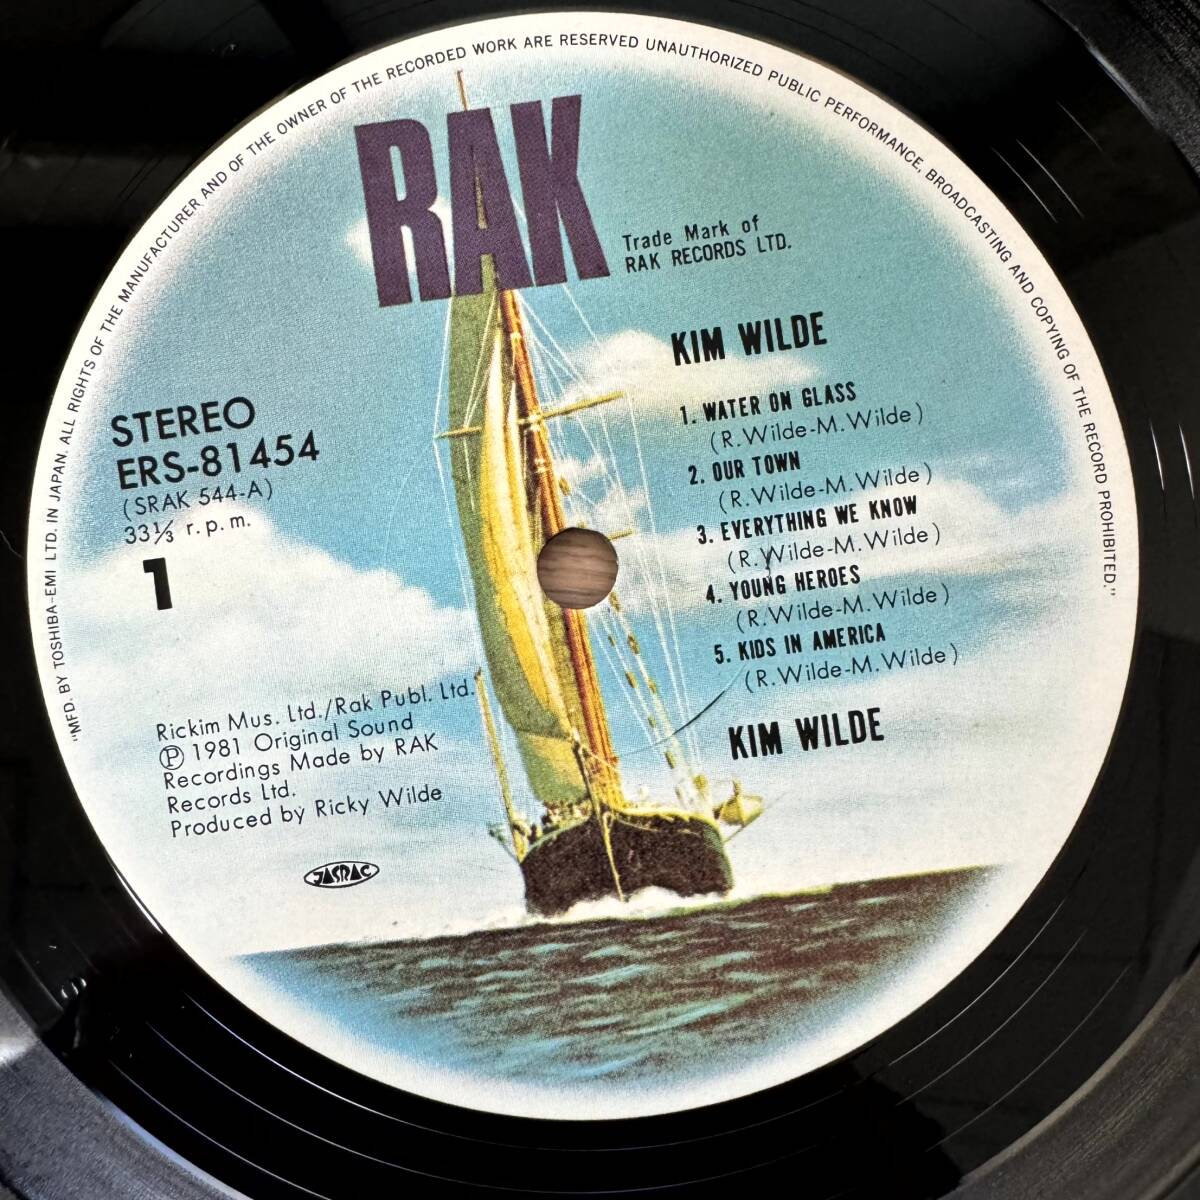 "MFD. BY TOSHIBA-EMI LTD. IN JAPAN. ALL RIGHTS OF THE MANUFACTURER AND OF THE OWNER OF THE RECORDED WORK ARE RESERVED UNAUTHORIZED PUBLIC PERFORMANCE, BROADCASTING AND COPYING OF THE RECORD PROHIBITED."
RAK
Trade Mark of
RAK RECORDS LTD.
KIM WILDE
STEREO
ERS-81454
(SRAK 544-A)
33⅓ r.p.m.
1
1. WATER ON GLASS
(R.Wilde-M.Wilde)
2. OUR TOWN
(R.Wilde-M.Wilde)
3. EVERYTHING WE KNOW
(R.Wilde-M.Wilde)
4. YOUNG HEROES
(R.Wilde-M.Wilde)
5. KIDS IN AMERICA
(R.Wilde-M.Wilde)
KIM WILDE
Rickim Mus. Ltd./Rak Publ. Ltd.
Ⓟ 1981 Original Sound
Recordings Made by RAK
Records Ltd.
Produced by Ricky Wilde
JASRAC